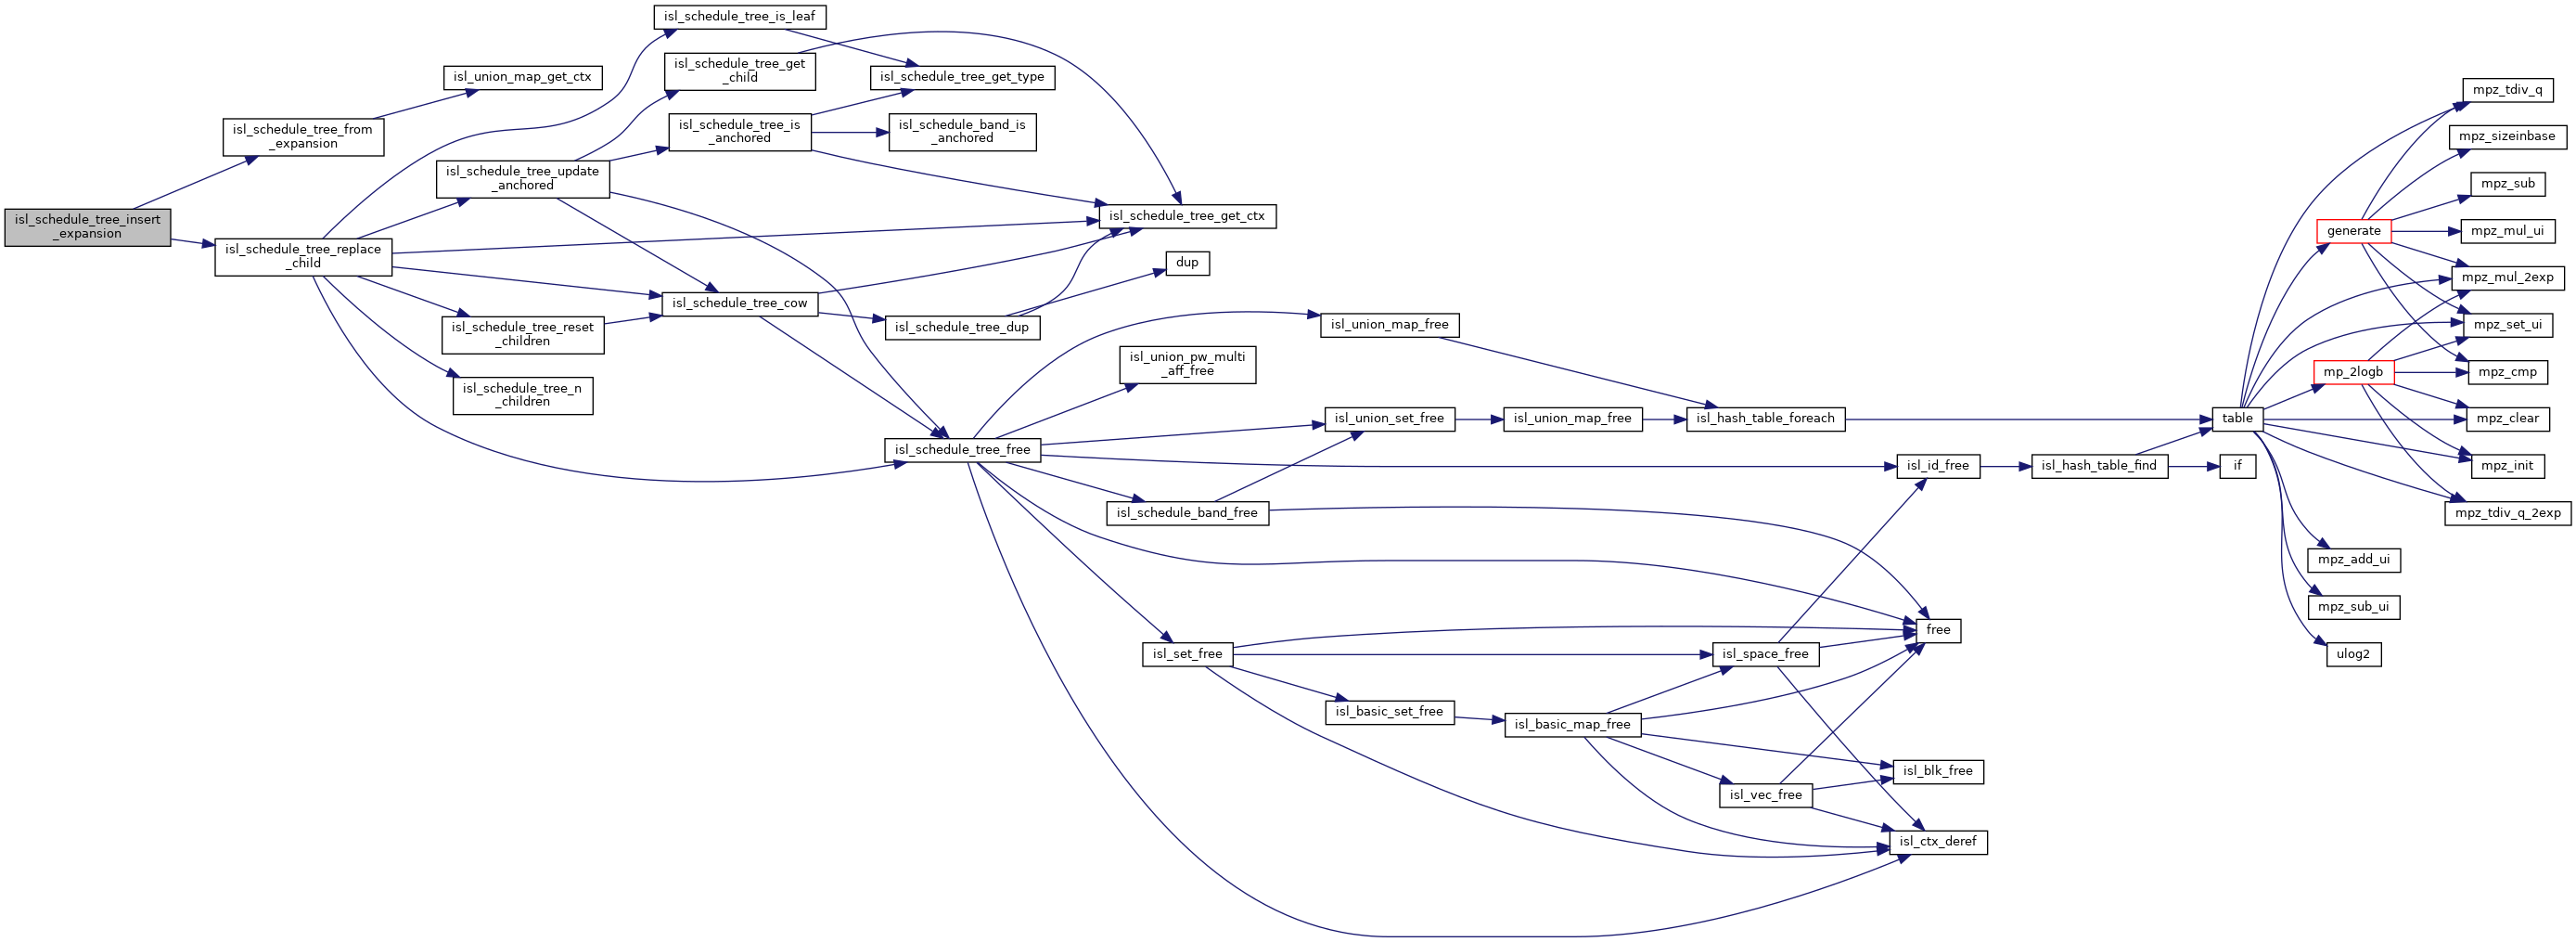 isl_schedule_tree_insert
_expansion
isl_schedule_tree_from
_expansion
isl_schedule_tree_replace
_child
isl_union_map_get_ctx
isl_schedule_tree_update
_anchored
isl_schedule_tree_reset
_children
isl_schedule_tree_n
_children
isl_schedule_tree_is_leaf
isl_schedule_tree_get
_child
isl_schedule_tree_is
_anchored
isl_schedule_tree_cow
isl_schedule_tree_get_type
isl_schedule_band_is
_anchored
isl_schedule_tree_dup
isl_schedule_tree_free
isl_schedule_tree_get_ctx
dup
isl_union_pw_multi
_aff_free
isl_schedule_band_free
isl_set_free
isl_union_map_free
isl_union_set_free
isl_basic_set_free
isl_union_map_free
isl_basic_map_free
isl_hash_table_foreach
isl_space_free
isl_vec_free
isl_id_free
free
isl_blk_free
isl_ctx_deref
isl_hash_table_find
table
if
generate
mp_2logb
mpz_add_ui
mpz_sub_ui
ulog2
mpz_tdiv_q
mpz_sizeinbase
mpz_sub
mpz_mul_ui
mpz_mul_2exp
mpz_set_ui
mpz_cmp
mpz_clear
mpz_init
mpz_tdiv_q_2exp